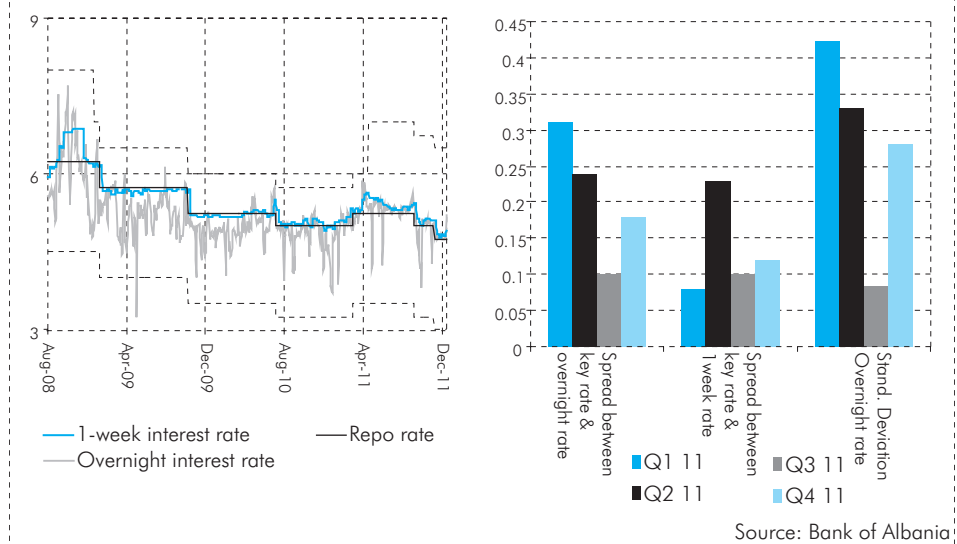 9
6
3
Aug-08
Apr-09
Dec-09
Aug-10
Apr-11
Dec-11
1-week interest rate
Repo rate
Overnight interest rate
0.45
0.4
0.35
0.3
0.25
0.2
0.15
0.1
0.05
0
Spread between
key rate &
overnight rate
Spread between
key rate &
1week rate
Stand. Deviation
Overnight rate
Q1 11
Q3 11
Q2 11
Q4 11
Source: Bank of Albania